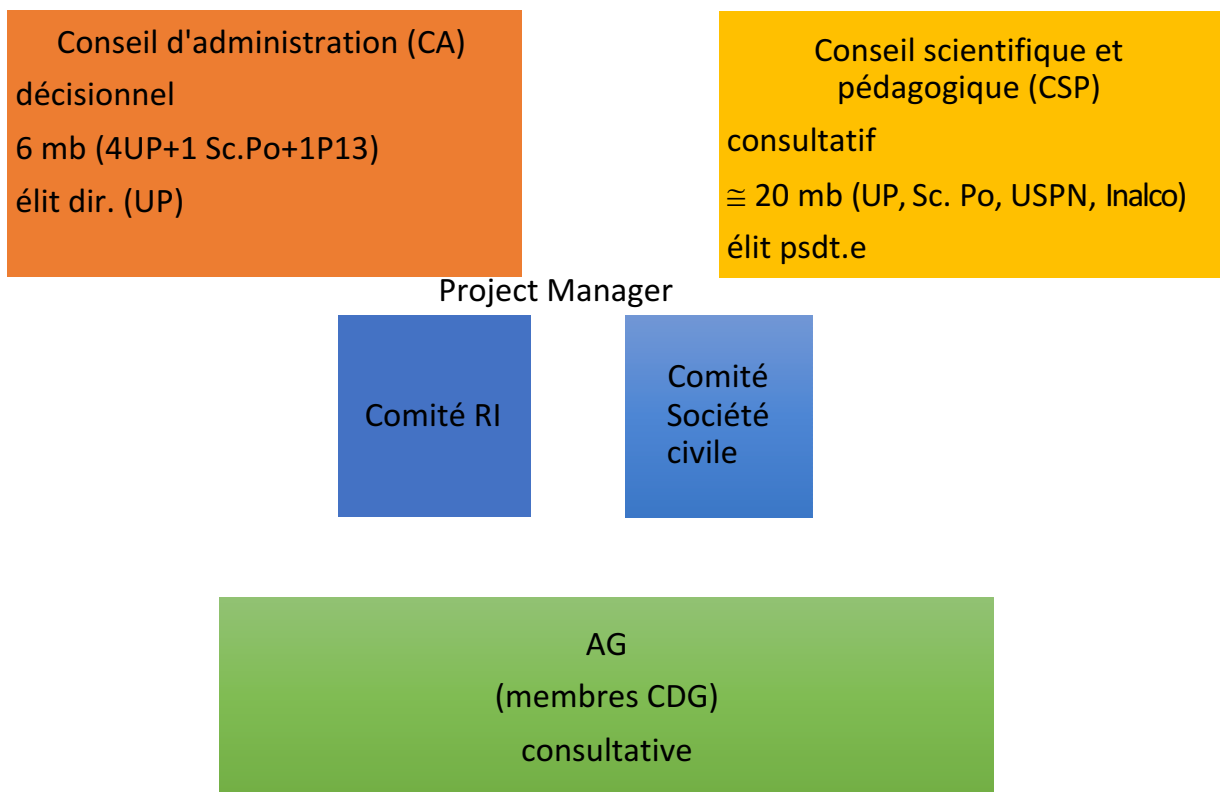 Conseil d'administration (CA)
décisionnel
6 mb (4UP+1 Sc.Po+1P13)
élit dir. (UP)
Conseil scientifique et
pédagogique (CSP)
consultatif
≅ 20 mb (UP, Sc. Po, USPN, Inalco)
élit psdt.e
Project Manager
Comité RI
Comité
Société
civile
AG
(membres CDG)
consultative